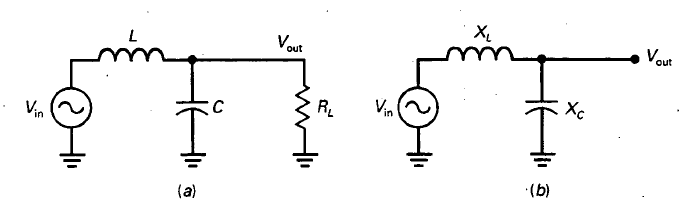 L
V_out
V_in
C
R_L
(a)
X_L
V_out
V_in
X_C
(b)